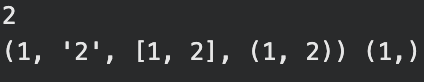 2
(1, '2', [1, 2], (1, 2)) (1,)